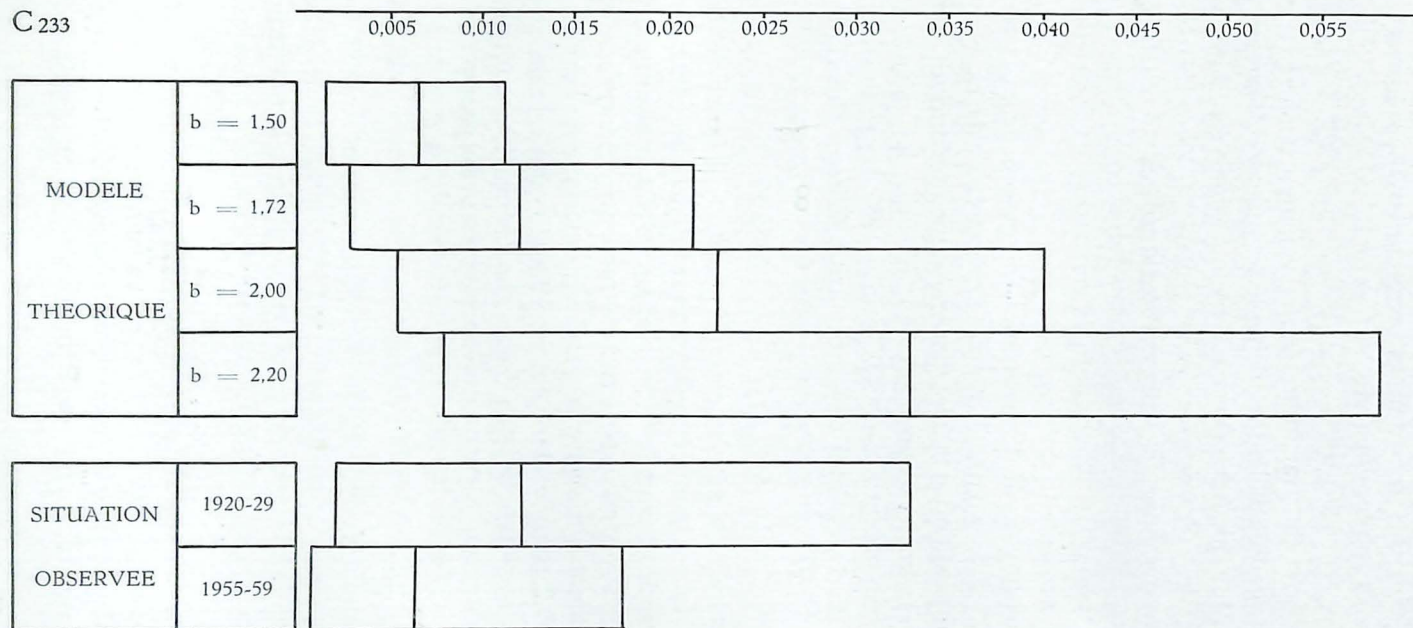 C 233
0,005 0,010 0,015 0,020 0,025 0,030 0,035 0,040 0,045 0,050 0,055
MODELE
THEORIQUE
b = 1,50
b = 1,72
b = 2,00
b = 2,20
SITUATION
OBSERVEE
1920-29
1955-59